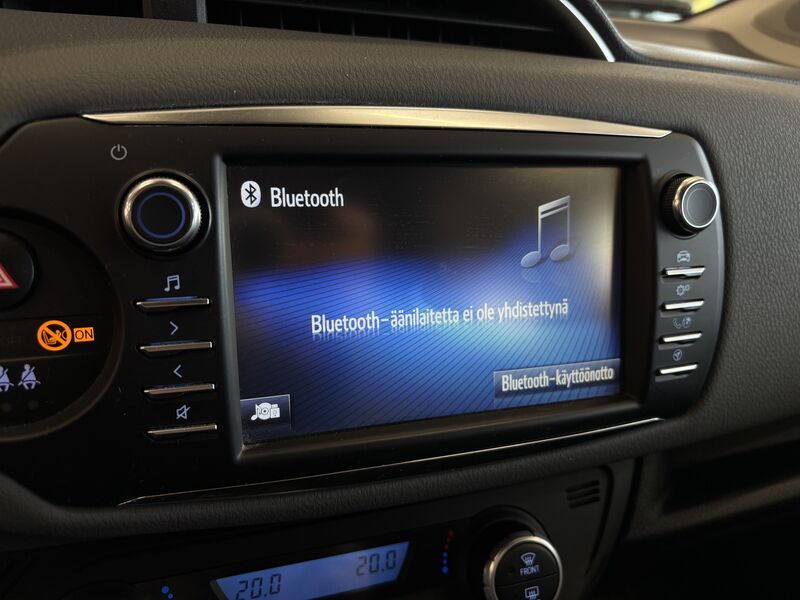 Bluetooth
Bluetooth-äänilaitetta ei ole yhdistettynä
Bluetooth-käyttöönotto
ON
20.0
20.0
FRONT